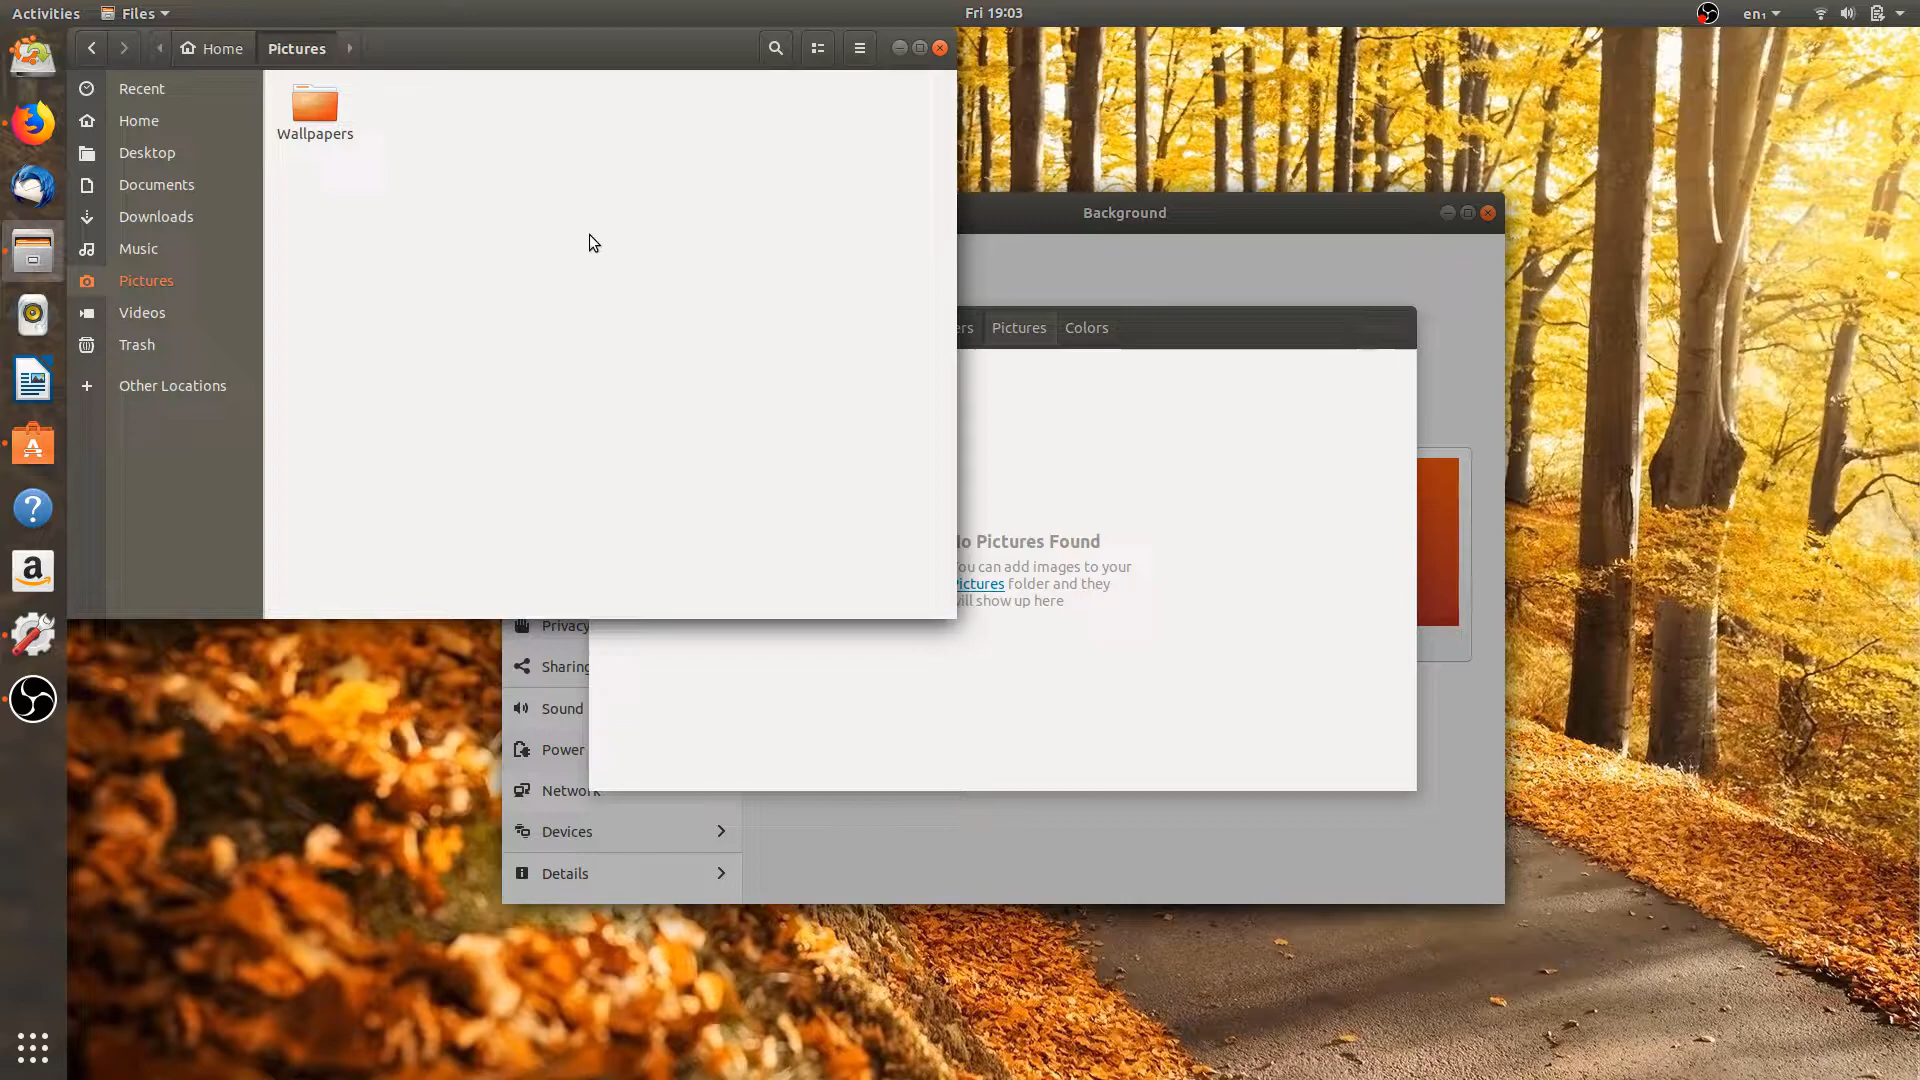 Activities
Files
Fri 19:03
en₁
Home
Pictures
Recent
Home
Desktop
Documents
Downloads
Music
Pictures
Videos
Trash
Other Locations
Wallpapers
Background
ers
Pictures
Colors
o Pictures Found
ou can add images to your
ictures folder and they
ill show up here
Privacy
Sharing
Sound
Power
Network
Devices
Details